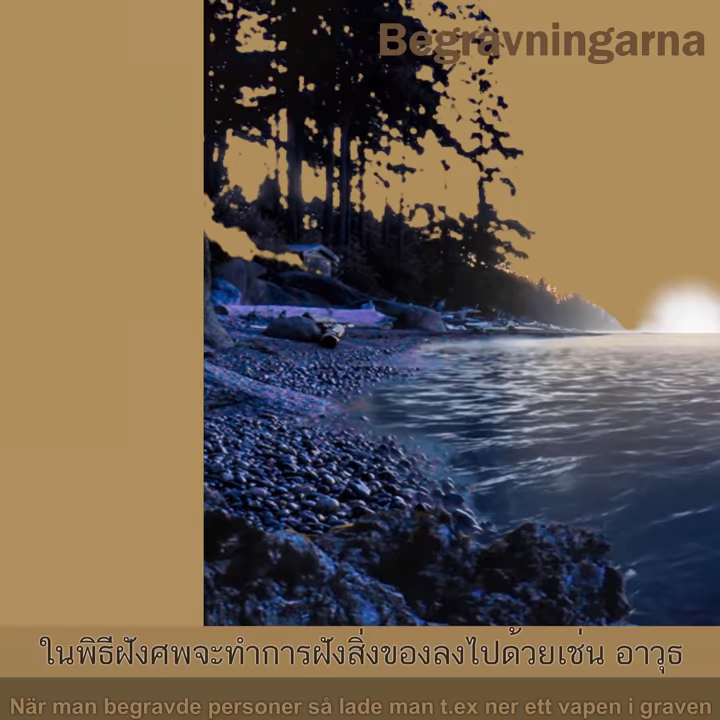 Begravningarna
ในพิธีฝังศพจะทำการฝังสิ่งของลงไปด้วยเช่น อาวุธ
När man begravde personer så lade man t.ex ner ett vapen i graven